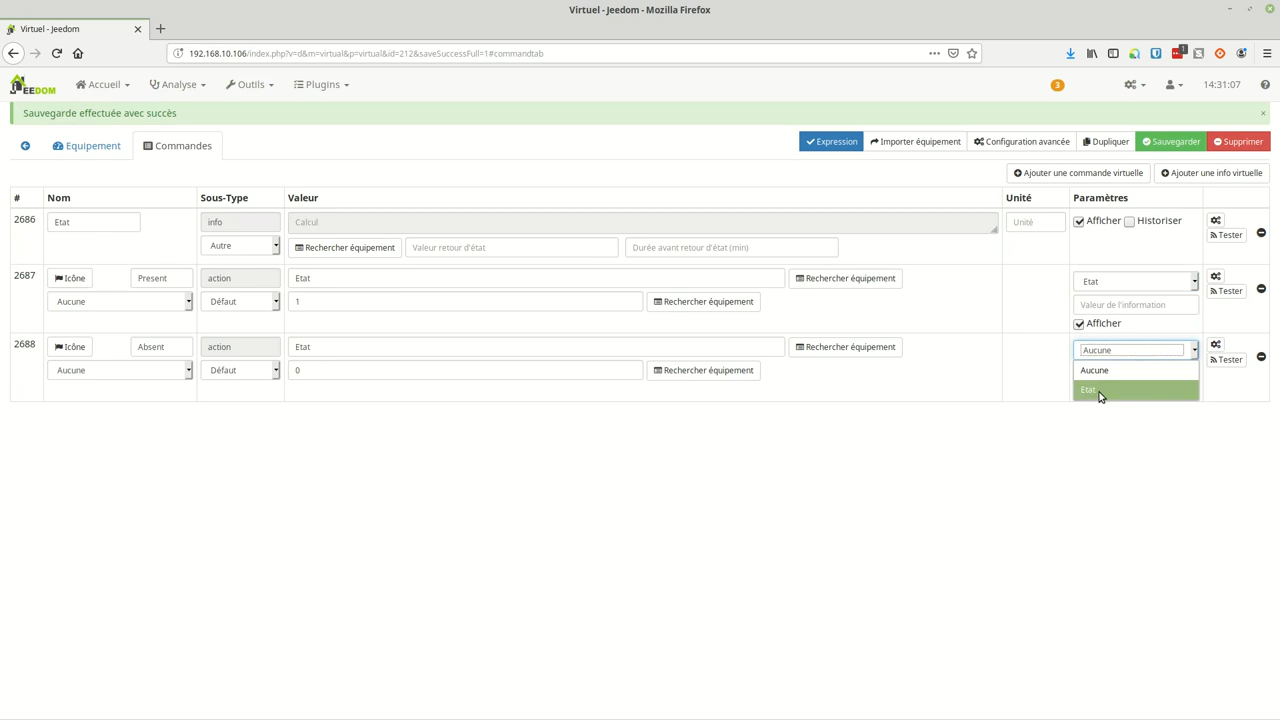 Virtuel - Jeedom - Mozilla Firefox
Virtuel - Jeedom
192.168.10.106/index.php?v=d&m=virtual&p=virtual&id=212&saveSuccessFull=1#commandtab
1
JEEDOM
Accueil
Analyse
Outils
Plugins
3
14:31:07
Sauvegarde effectuée avec succès
×
Equipement
Commandes
Expression
Importer équipement
Configuration avancée
Dupliquer
Sauvegarder
Supprimer
Ajouter une commande virtuelle
Ajouter une info virtuelle
# Nom Sous-Type Valeur Unité Paramètres
2686 Etat info Calcul Unité Afficher Historiser
Tester
Autre Rechercher équipement Valeur retour d'état Durée avant retour d'état (min)
2687 Icône Present action Etat Rechercher équipement Etat
Tester
Aucune Défaut 1 Rechercher équipement Valeur de l'information
Afficher
2688 Icône Absent action Etat Rechercher équipement Aucune
Tester
Aucune Défaut 0 Rechercher équipement Aucune
Etat